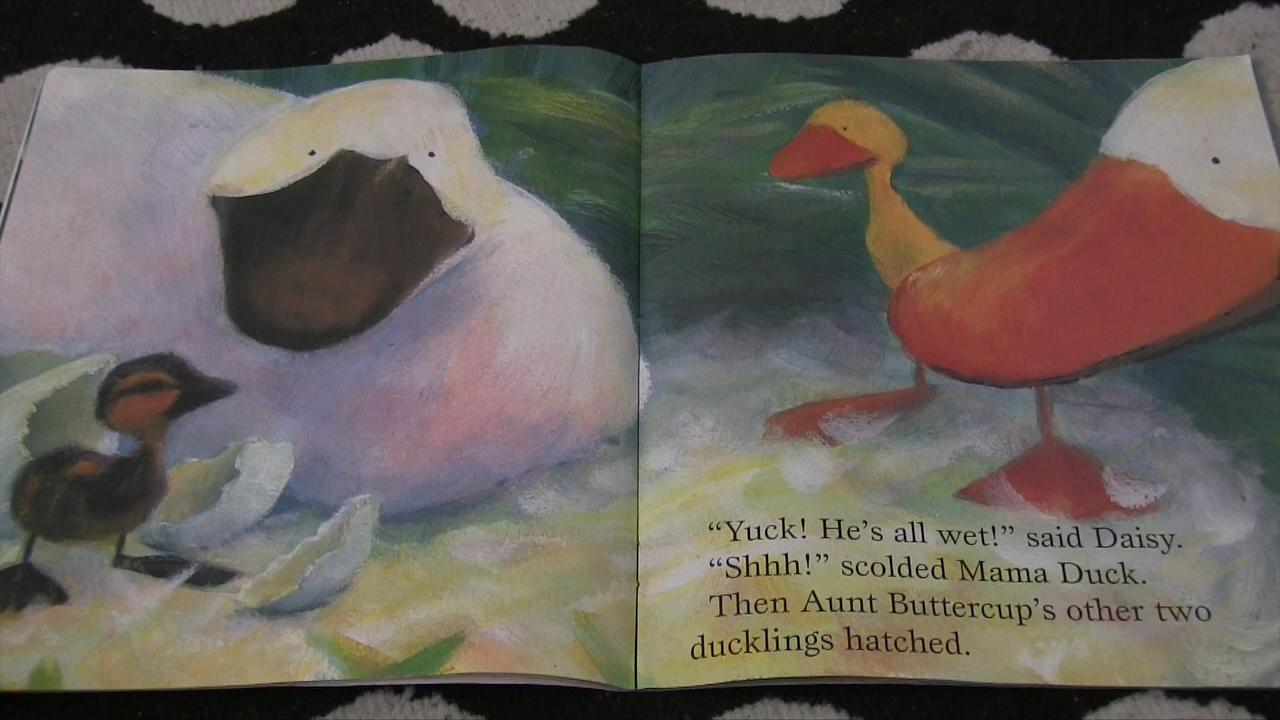 “Yuck! He’s all wet!” said Daisy.
“Shhh!” scolded Mama Duck.
Then Aunt Buttercup’s other two
ducklings hatched.